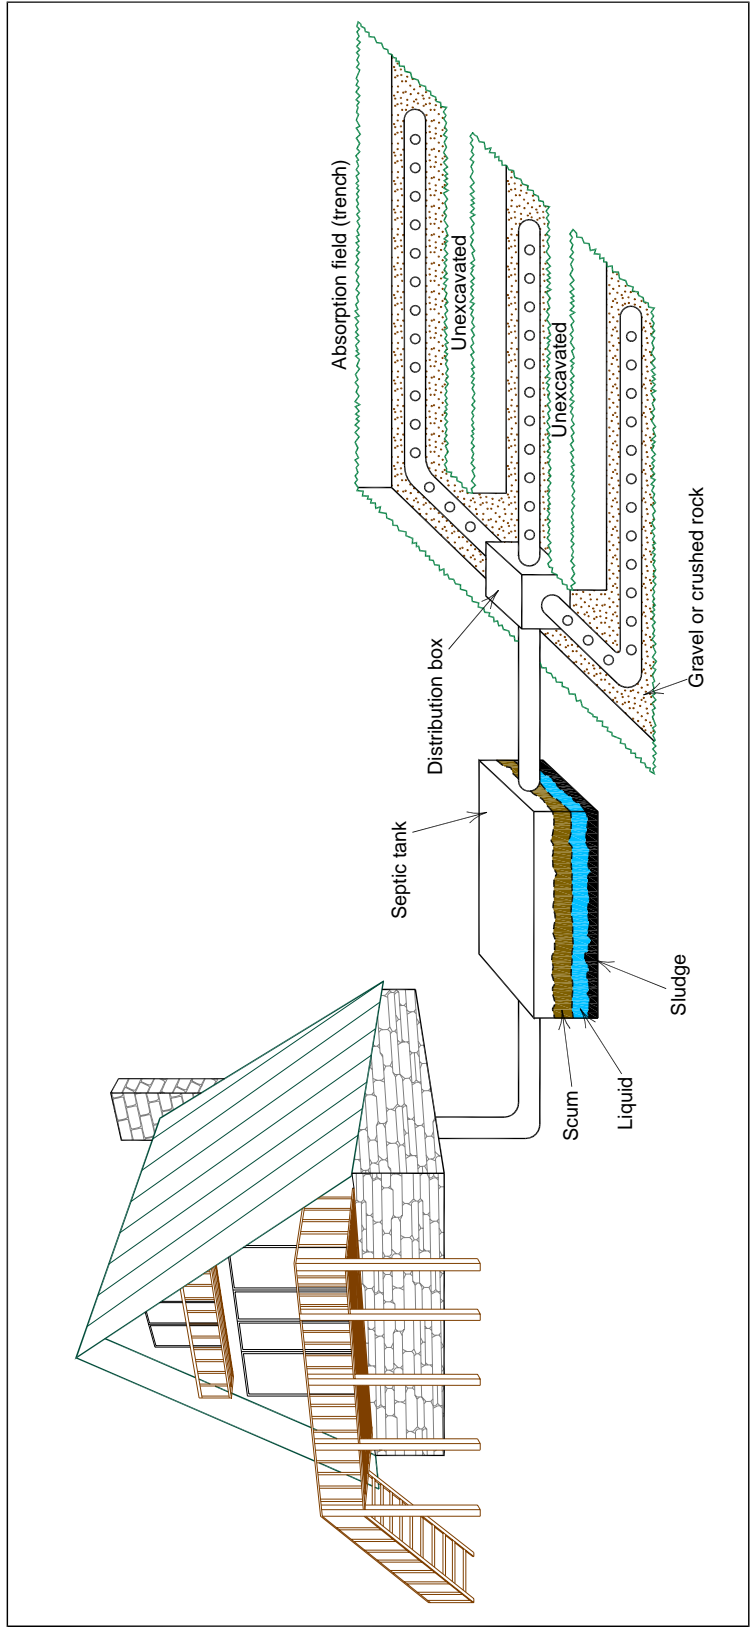 Absorption field (trench)
Unexcavated
Unexcavated
Distribution box
Gravel or crushed rock
Septic tank
Scum
Liquid
Sludge